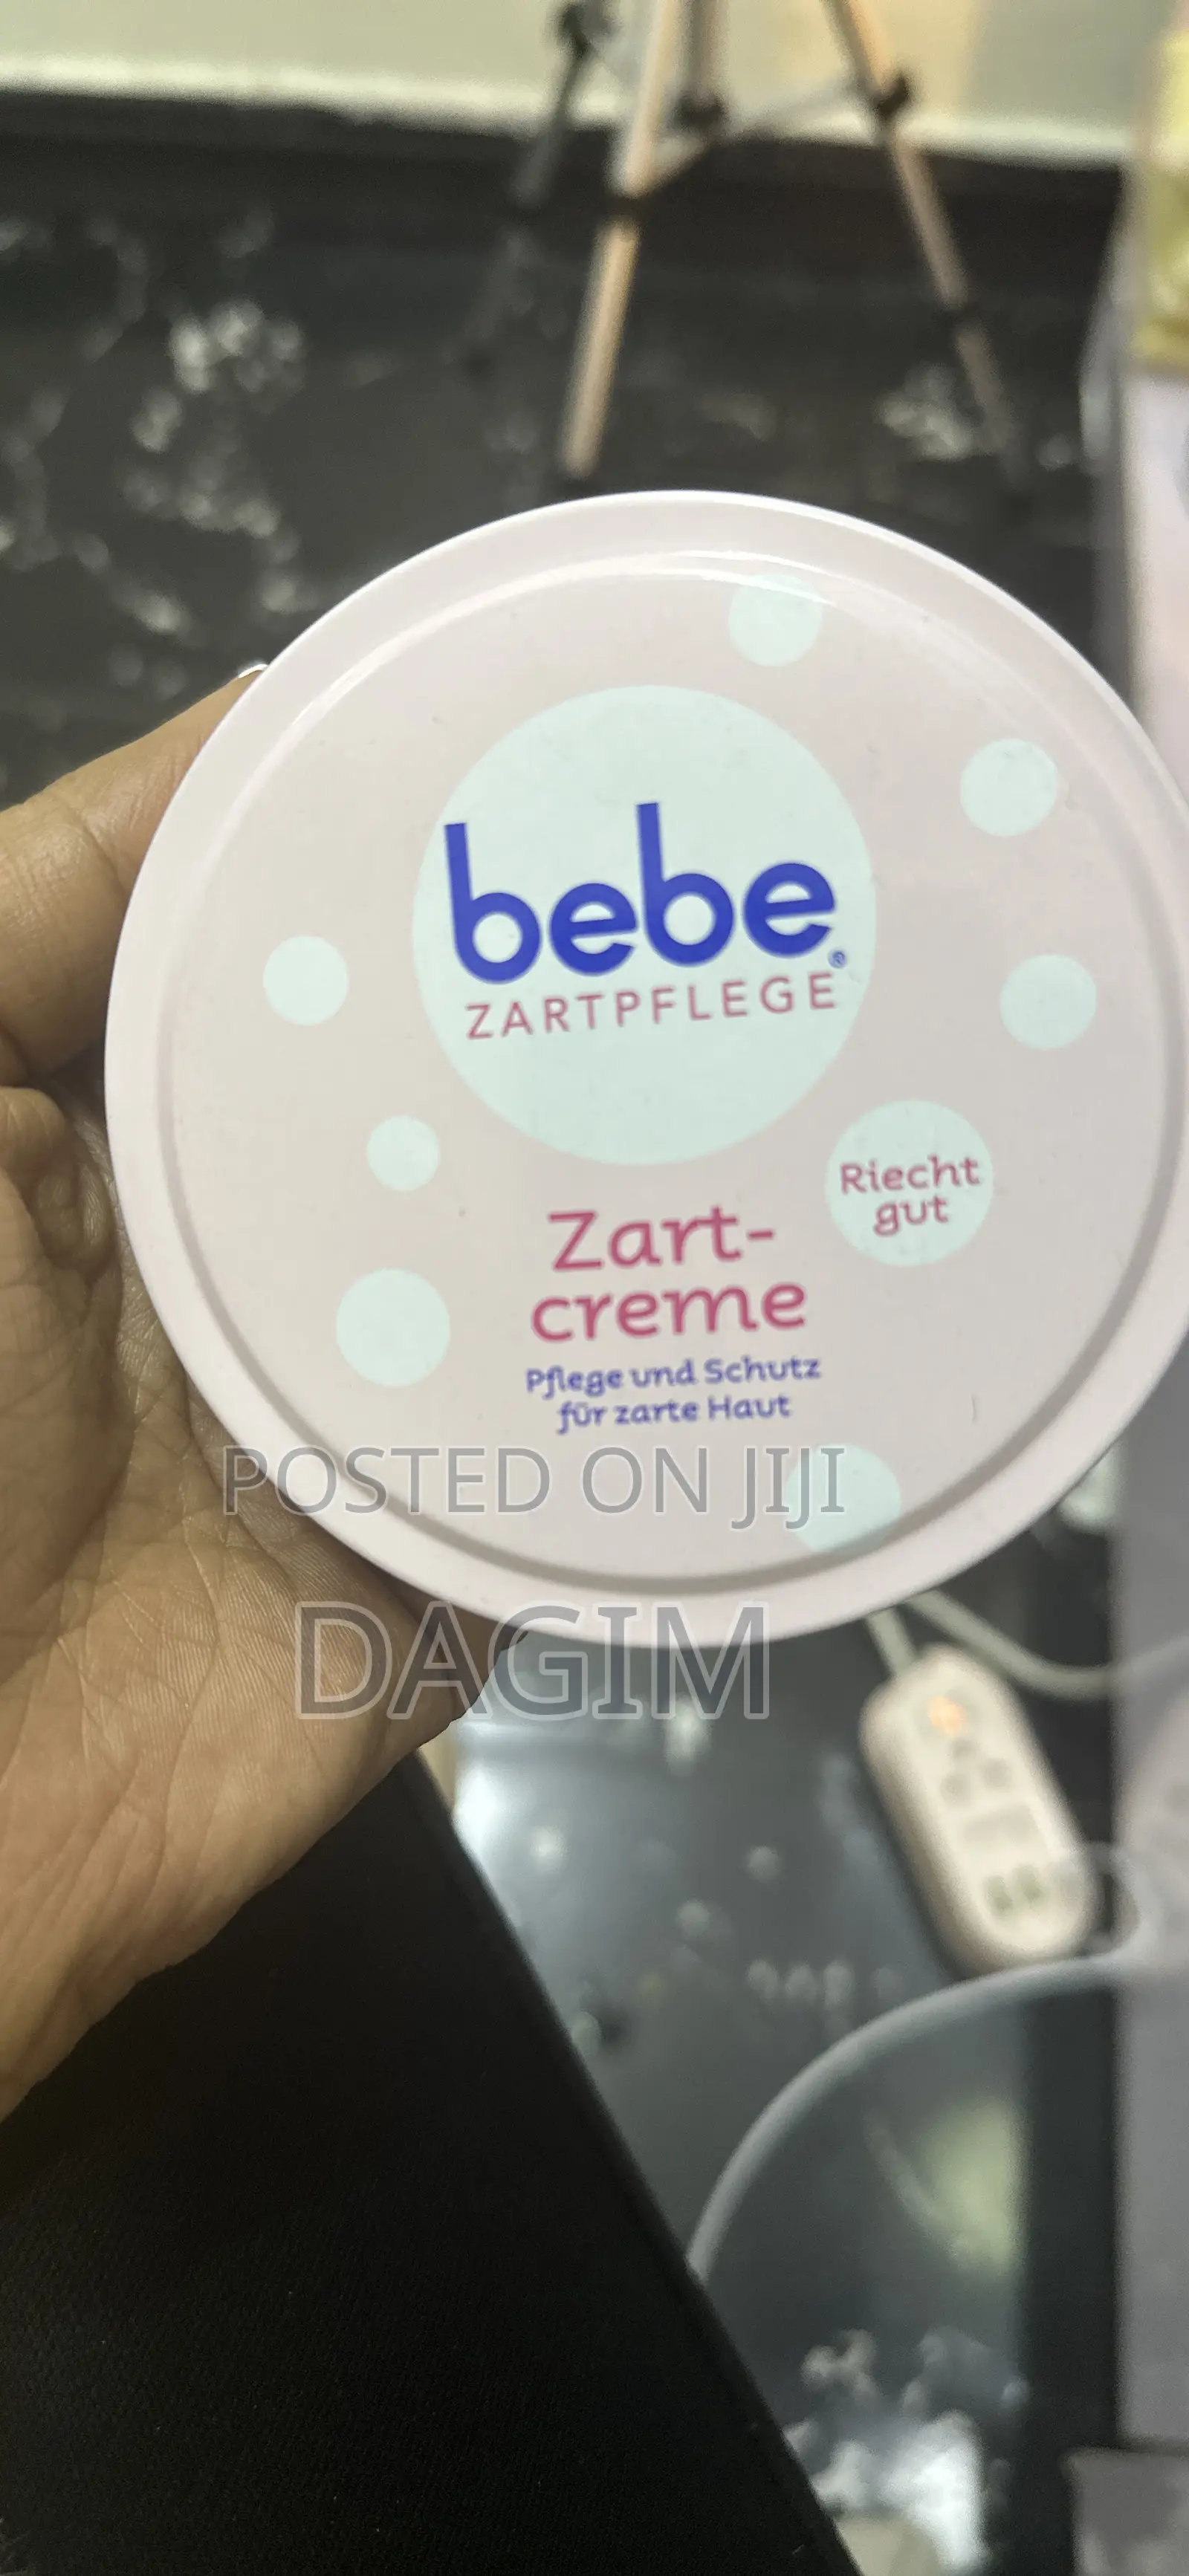 bebe®
ZARTPFLEGE
Riecht
gut
Zart-
creme
Pflege und Schutz
für zarte Haut
POSTED ON JIJI
DAGIM